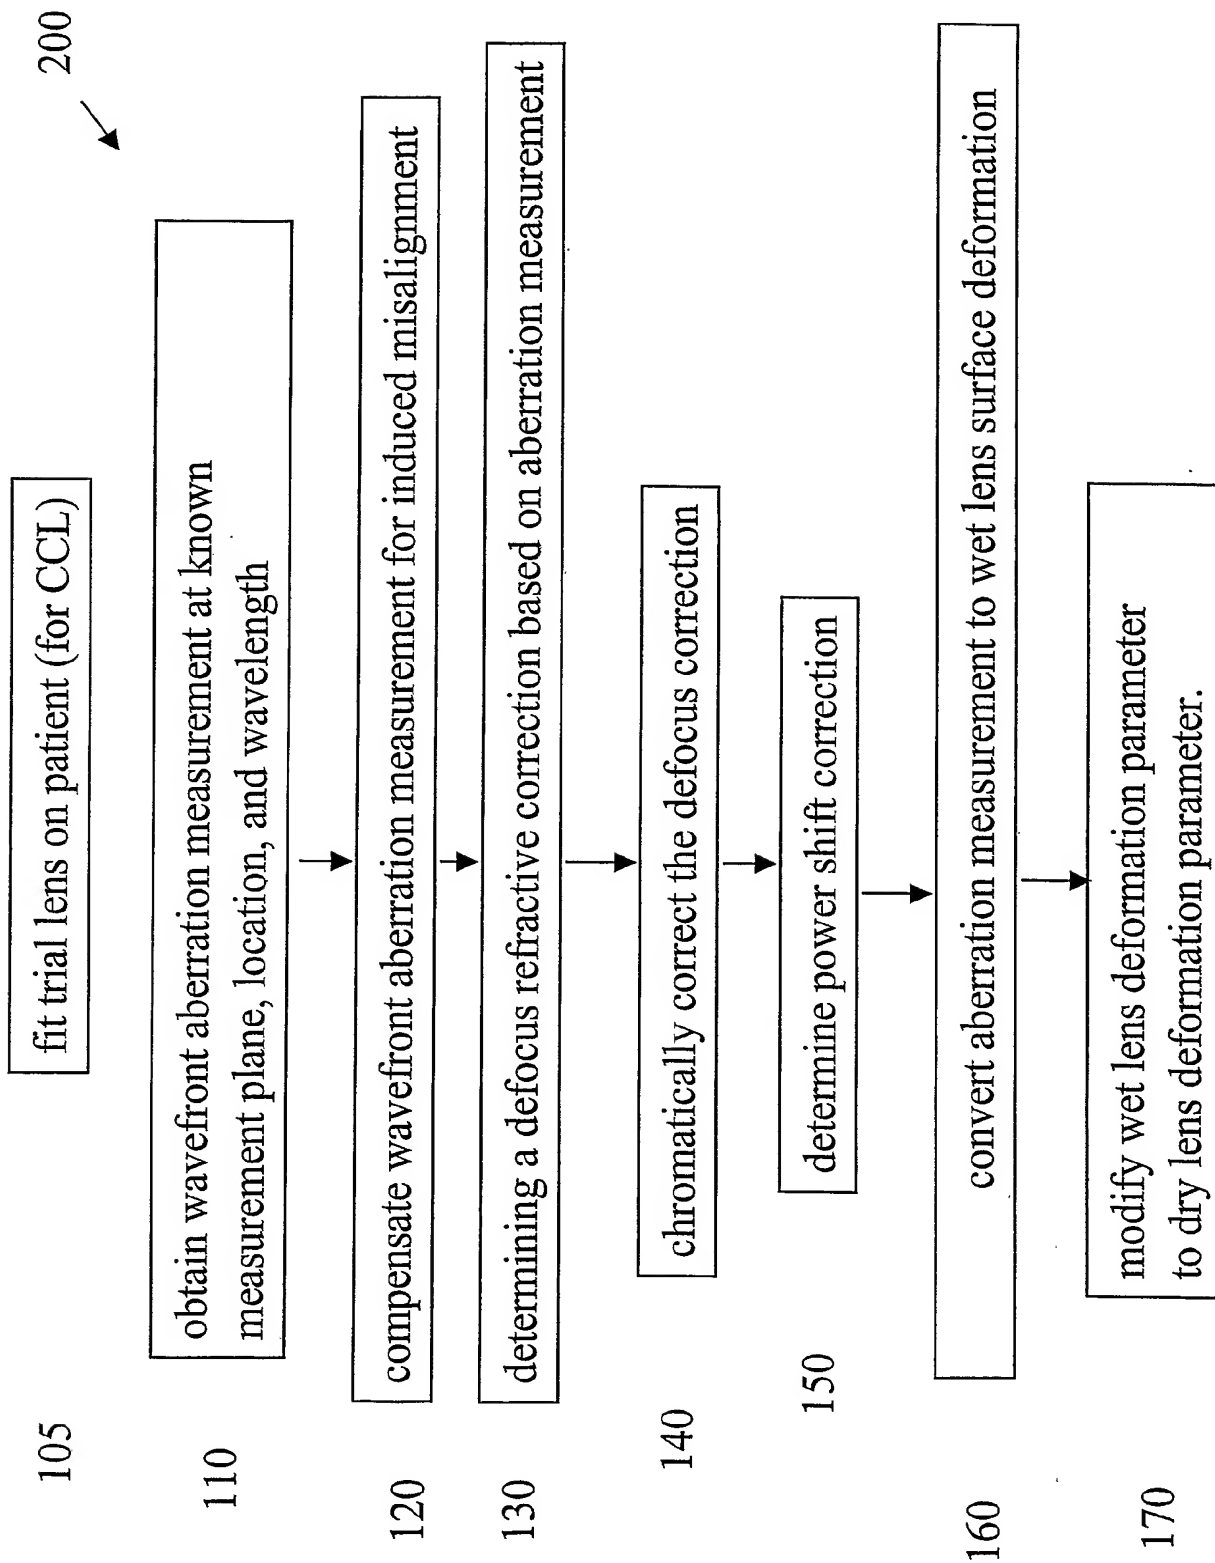 200
105
fit trial lens on patient (for CCL)
110
obtain wavefront aberration measurement at known
measurement plane, location, and wavelength
120
compensate wavefront aberration measurement for induced misalignment
130
determining a defocus refractive correction based on aberration measurement
140
chromatically correct the defocus correction
150
determine power shift correction
160
convert aberration measurement to wet lens surface deformation
170
modify wet lens deformation parameter
to dry lens deformation parameter.